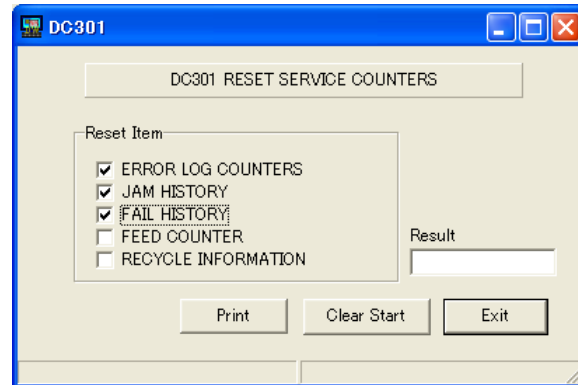 DC301
DC301 RESET SERVICE COUNTERS
Reset Item
ERROR LOG COUNTERS
JAM HISTORY
FAIL HISTORY
FEED COUNTER
RECYCLE INFORMATION
Result
Print
Clear Start
Exit